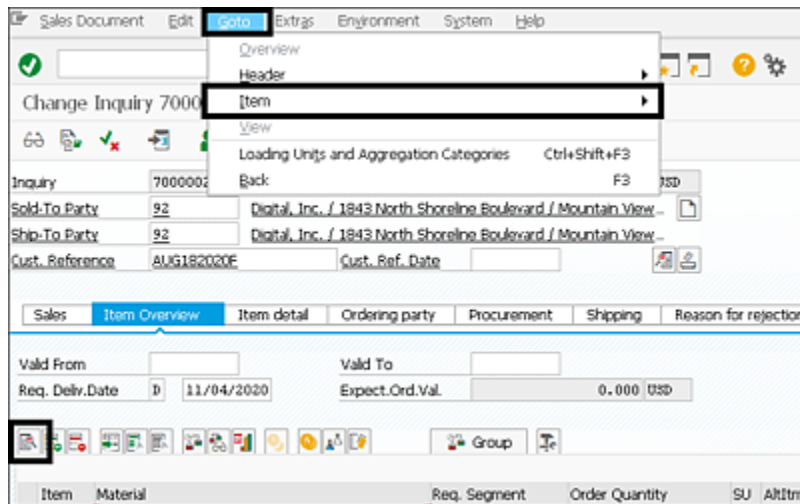 Sales Document Edit Goto Extras Environment System Help
Overview
Header
Change Inquiry 7000
Item
View
Loading Units and Aggregation Categories Ctrl+Shift+F3
Back F3
Inquiry 7000002 USD
Sold-To Party 92 Digital, Inc. / 1843 North Shoreline Boulevard / Mountain View...
Ship-To Party 92 Digital, Inc. / 1843 North Shoreline Boulevard / Mountain View...
Cust. Reference AUG182020E Cust. Ref. Date
Sales Item Overview Item detail Ordering party Procurement Shipping Reason for rejection
Valid From Valid To
Req. Deliv.Date D 11/04/2020 Expect.Ord.Val. 0.000 USD
Group
Item Material Req. Segment Order Quantity SU AltItm